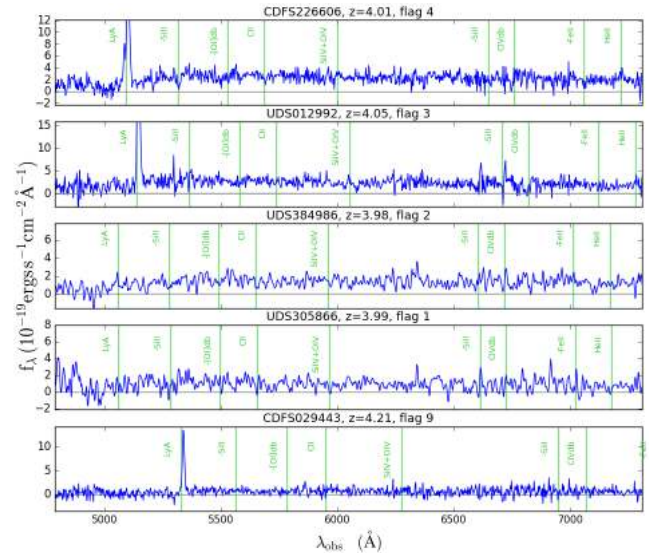 CDFS226606, z=4.01, flag 4
12
10
8
6
4
2
0
−2
LyA
-SiII
-[OI]db
CII
SiIV+OIV
-SiII
CIVdb
-FeII
HeII
UDS012992, z=4.05, flag 3
15
10
5
0
LyA
-SiII
-[OI]db
CII
SiIV+OIV
-SiII
CIVdb
-FeII
HeII
UDS384986, z=3.98, flag 2
6
4
2
0
LyA
-SiII
-[OI]db
CII
SiIV+OIV
-SiII
CIVdb
-FeII
HeII
UDS305866, z=3.99, flag 1
8
6
4
2
0
−2
LyA
-SiII
-[OI]db
CII
SiIV+OIV
-SiII
CIVdb
-FeII
HeII
CDFS029443, z=4.21, flag 9
10
5
0
LyA
-SiII
-[OI]db
CII
SiIV+OIV
-SiII
CIVdb
5000
5500
6000
6500
7000
λobs (Å)
fλ(10⁻¹⁹ergss⁻¹cm⁻²Å⁻¹)